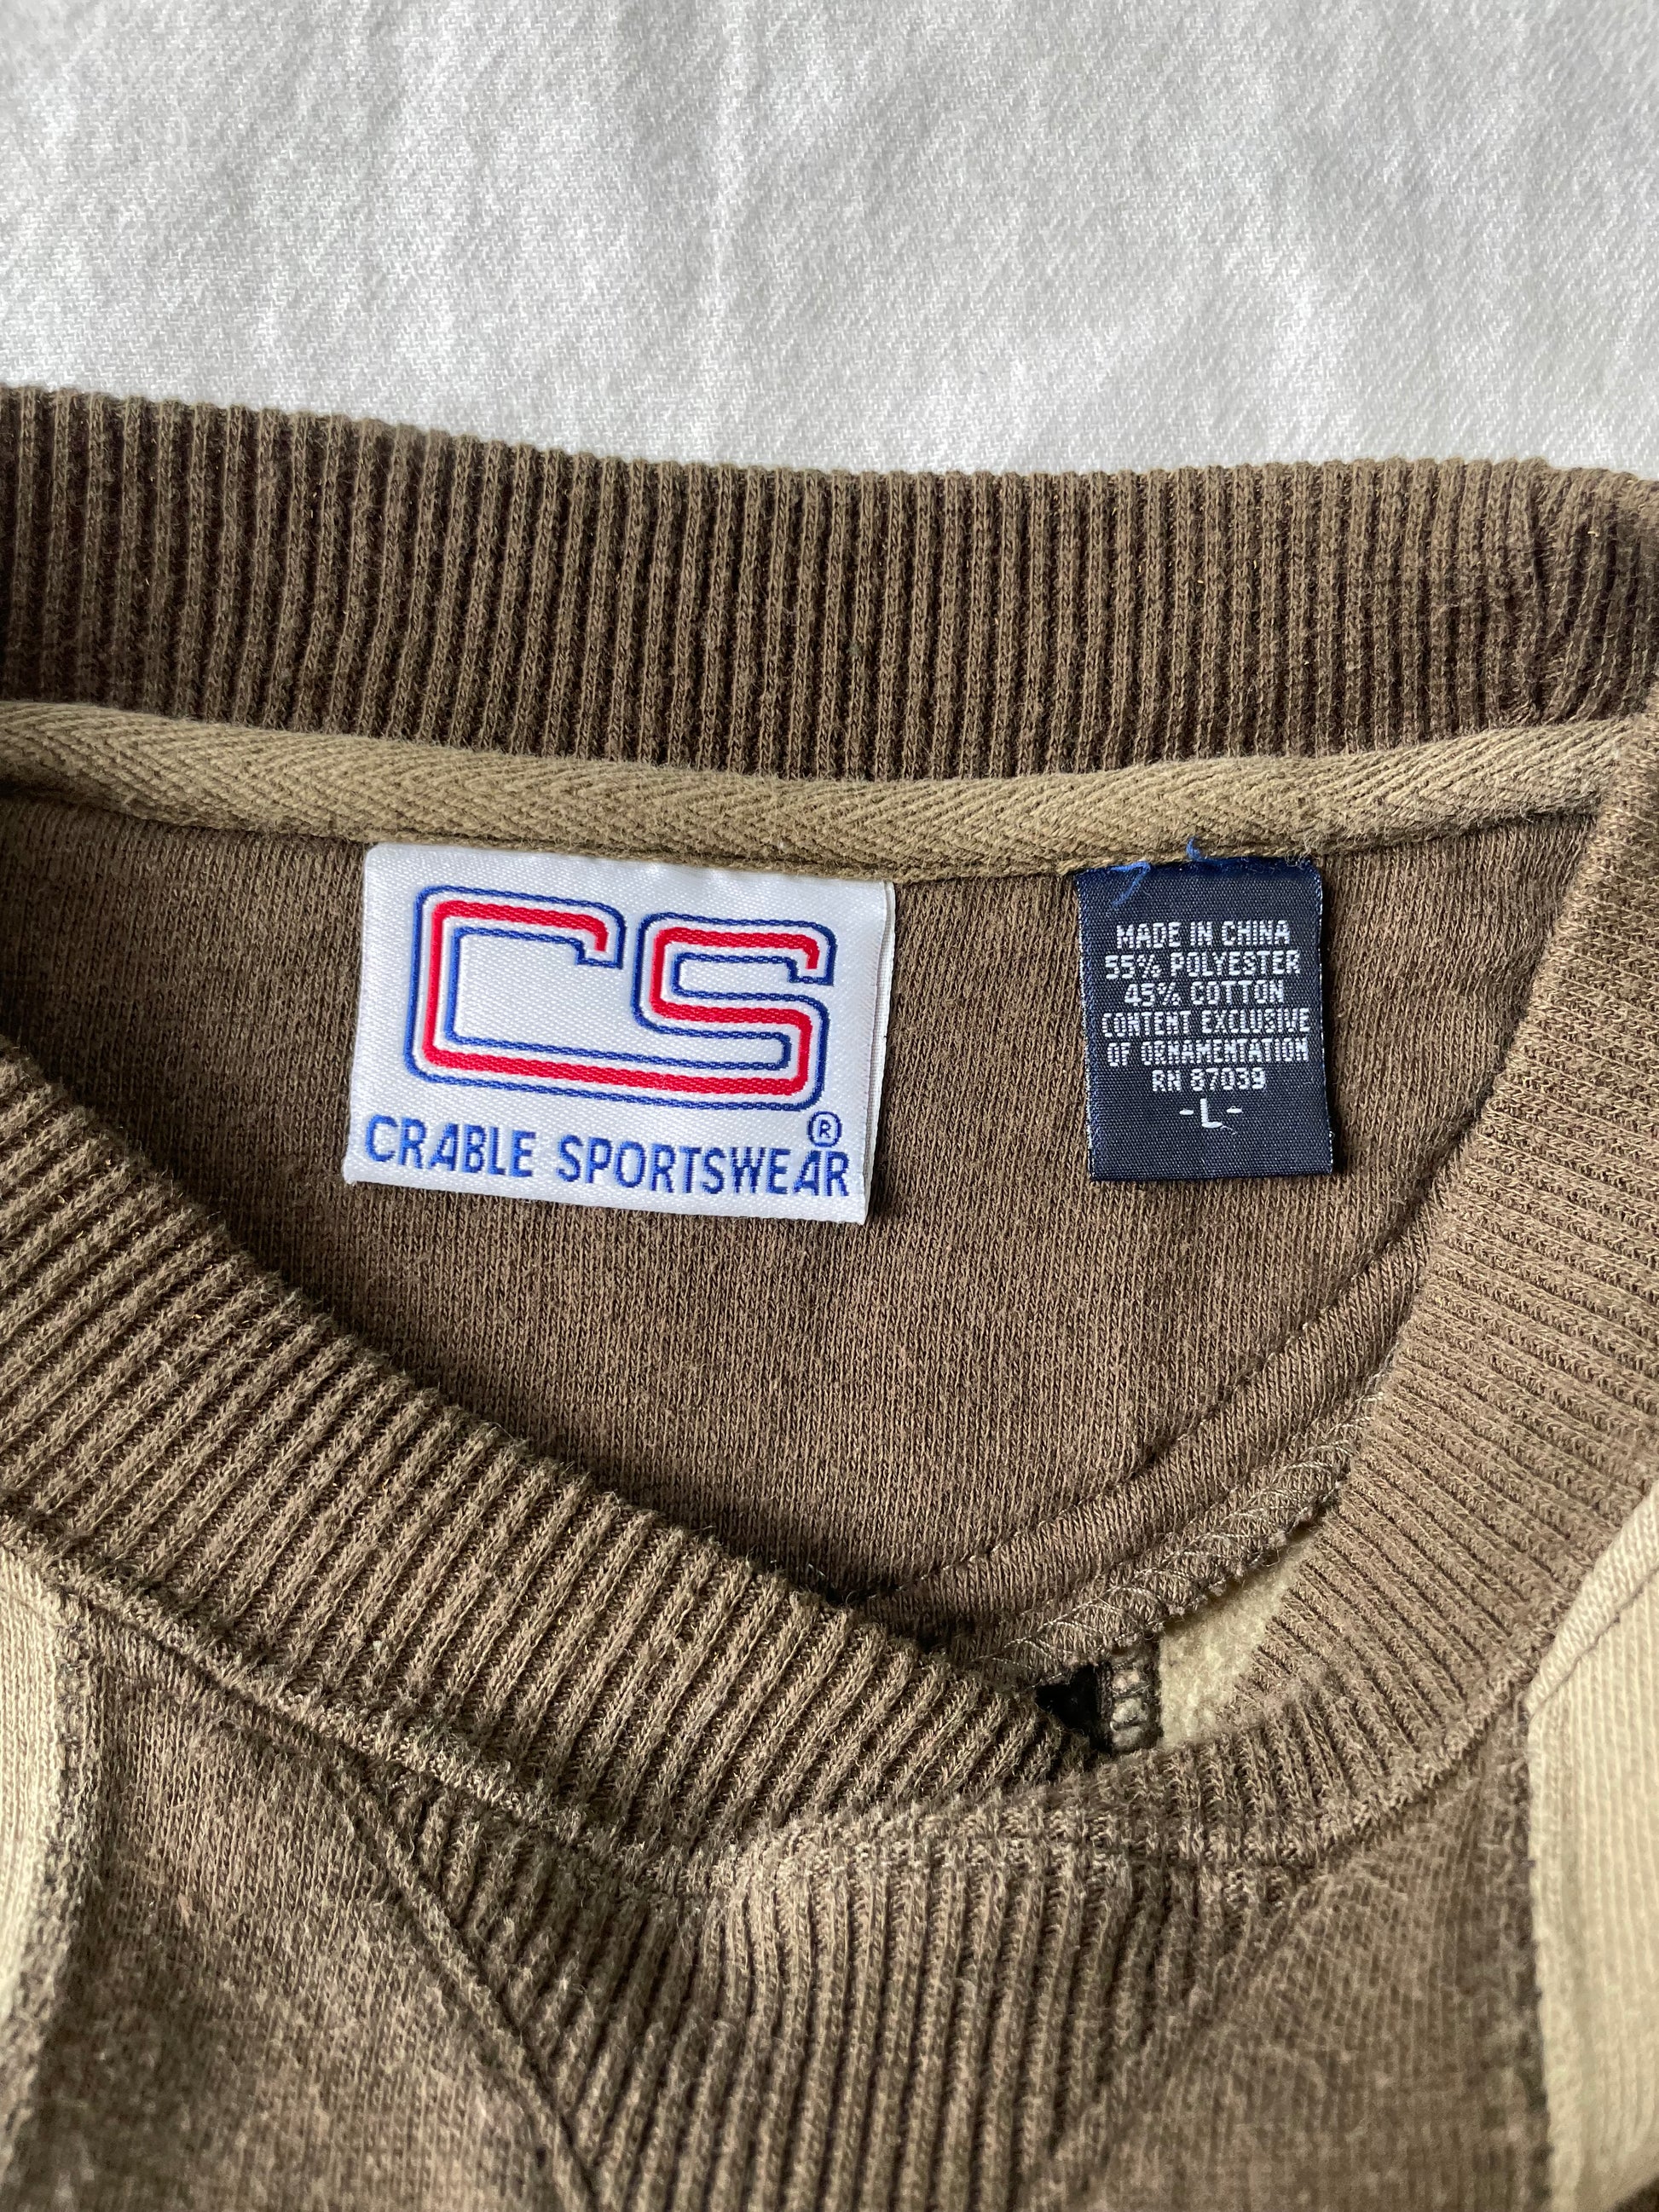 CS
®
CRABLE SPORTSWEAR
MADE IN CHINA
55% POLYESTER
45% COTTON
CONTENT EXCLUSIVE
OF ORNAMENTATION
RN 87039
-L-